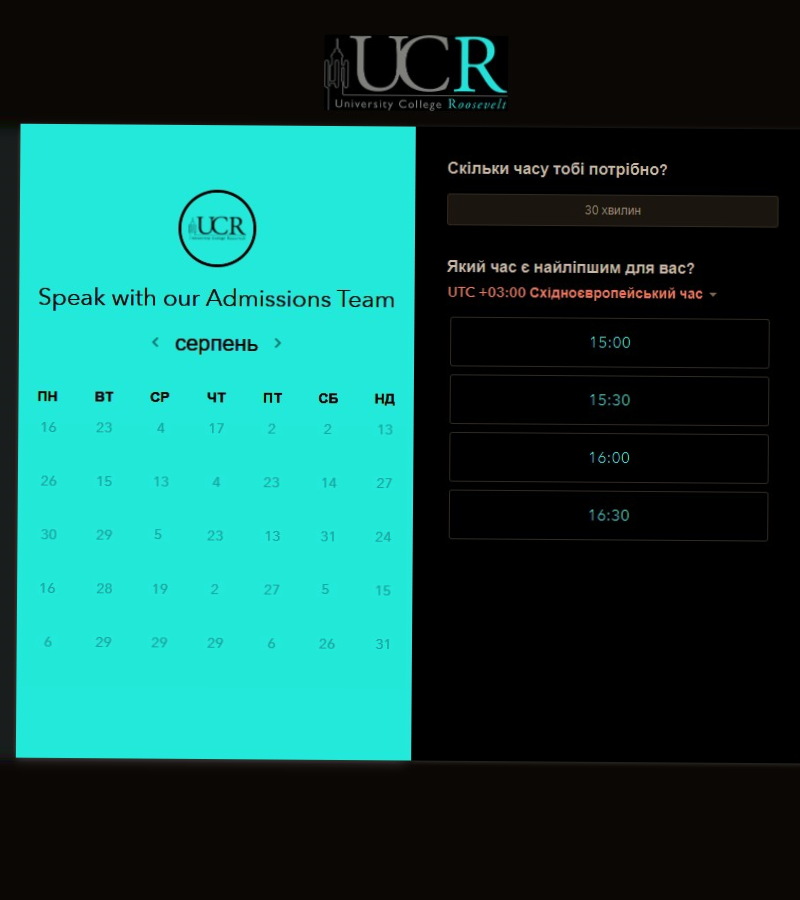 UCR
University College Roosevelt
UCR
University College Roosevelt
Speak with our Admissions Team
серпень
ПН ВТ СР ЧТ ПТ СБ НД
16 23 4 17 2 2 13
26 15 13 4 23 14 27
30 29 5 23 13 31 24
16 28 19 2 27 5 15
6 29 29 29 6 26 31
Скільки часу тобі потрібно?
30 хвилин
Який час є найліпшим для вас?
UTC +03:00 Східноєвропейський час
15:00
15:30
16:00
16:30